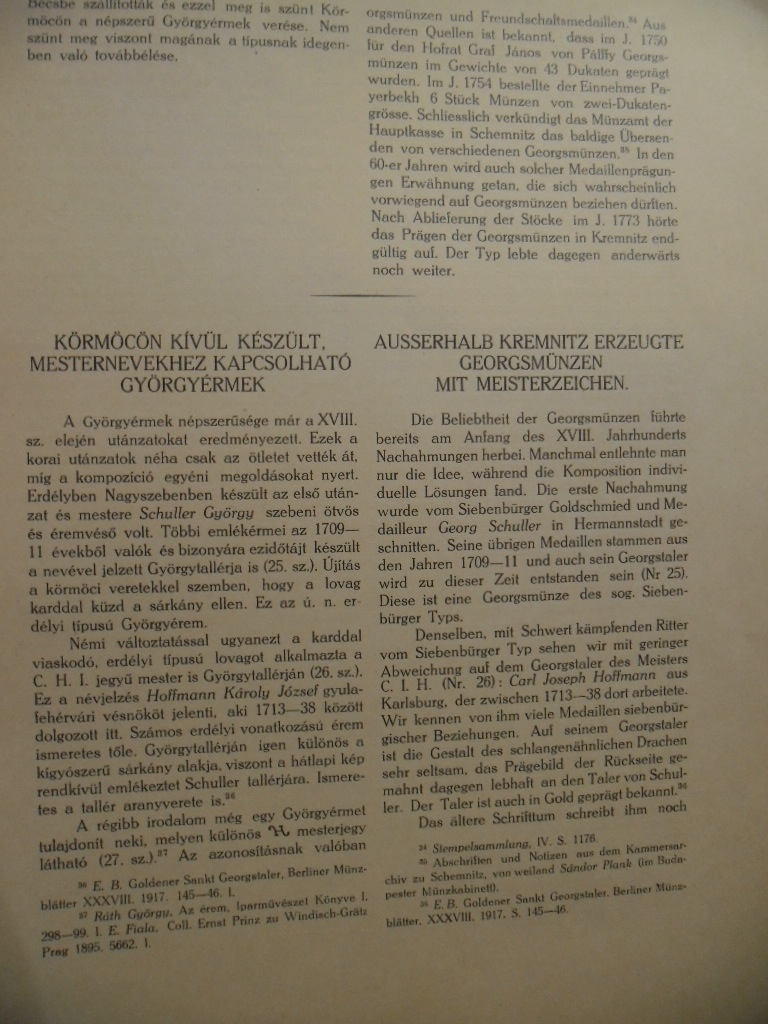 Bécsbe szállították és ezzel meg is szünt Kör-
möcön a népszerű Györgyérmek verése. Nem
szünt meg viszont magának a típusnak idegen-
ben való továbbélése.
orgsmünzen und Freundschaftsmedaillen.³⁴ Aus
anderen Quellen ist bekannt, dass im J. 1750
für den Hofrat Graf János von Pálffy Georgs-
münzen im Gewichte von 43 Dukaten geprägt
wurden. Im J. 1754 bestellte der Einnehmer Pa-
yerbekh 6 Stück Münzen von zwei-Dukaten-
grösse. Schliesslich verkündigt das Münzamt der
Hauptkasse in Schemnitz das baldige Übersen-
den von verschiedenen Georgsmünzen.³⁵ In den
60-er Jahren wird auch solcher Medaillenprägun-
gen Erwähnung getan, die sich wahrscheinlich
vorwiegend auf Georgsmünzen beziehen dürften.
Nach Ablieferung der Stöcke im J. 1773 hörte
das Prägen der Georgsmünzen in Kremnitz end-
gültig auf. Der Typ lebte dagegen anderwärts
noch weiter.
KÖRMÖCÖN KÍVÜL KÉSZÜLT,
MESTERNEVEKHEZ KAPCSOLHATÓ
GYÖRGYÉRMEK
A Györgyérmek népszerűsége már a XVIII.
sz. elején utánzatokat eredményezett. Ezek a
korai utánzatok néha csak az ötletet vették át,
míg a kompozíció egyéni megoldásokat nyert.
Erdélyben Nagyszebenben készült az első után-
zat és mestere Schuller György szebeni ötvös
és éremvéső volt. Többi emlékérmei az 1709—
11 évekből valók és bizonyára ezidőtájt készült
a nevével jelzett Györgytallérja is (25. sz.). Újítás
a körmöci veretekkel szemben, hogy a lovag
karddal küzd a sárkány ellen. Ez az ú. n. er-
délyi típusú Györgyérem.
Némi változtatással ugyanezt a karddal
viaskodó, erdélyi típusú lovagot alkalmazta a
C. H. I. jegyű mester is Györgytallérján (26. sz.).
Ez a névjelzés Hoffmann Károly József gyula-
fehérvári vésnököt jelenti, aki 1713—38 között
dolgozott itt. Számos erdélyi vonatkozású érem
ismeretes tőle. Györgytallérján igen különös a
kígyószerű sárkány alakja, viszont a hátlapi kép
rendkívül emlékeztet Schuller tallérjára. Ismere-
tes a tallér aranyverete is.³⁶
A régibb irodalom még egy Györgyérmet
tulajdonít neki, melyen különös mesterjegy
látható (27. sz.).³⁷ Az azonosításnak valóban
³⁶ E. B. Goldener Sankt Georgstaler, Berliner Münz-
blätter XXXVIII. 1917. 145—46. l.
³⁷ Ráth György, Az érem, Iparművészet Könyve I.
298—99. l. E. Fiala, Coll. Ernst Prinz zu Windisch-Grätz
Prag 1895. 5662. l.
AUSSERHALB KREMNITZ ERZEUGTE
GEORGSMÜNZEN
MIT MEISTERZEICHEN.
Die Beliebtheit der Georgsmünzen führte
bereits am Anfang des XVIII. Jahrhunderts
Nachahmungen herbei. Manchmal entlehnte man
nur die Idee, während die Komposition indivi-
duelle Lösungen fand. Die erste Nachahmung
wurde vom Siebenbürger Goldschmied und Me-
dailleur Georg Schuller in Hermannstadt ge-
schnitten. Seine übrigen Medaillen stammen aus
den Jahren 1709—11 und auch sein Georgstaler
wird zu dieser Zeit entstanden sein (Nr 25).
Diese ist eine Georgsmünze des sog. Sieben-
bürger Typs.
Denselben, mit Schwert kämpfenden Ritter
vom Siebenbürger Typ sehen wir mit geringer
Abweichung auf dem Georgstaler des Meisters
C. I. H. (Nr. 26): Carl Joseph Hoffmann aus
Karlsburg, der zwischen 1713—38 dort arbeitete.
Wir kennen von ihm viele Medaillen siebenbür-
gischer Beziehungen. Auf seinem Georgstaler
ist die Gestalt des schlangenähnlichen Drachen
sehr seltsam, das Prägebild der Rückseite ge-
mahnt dagegen lebhaft an den Taler von Schul-
ler. Der Taler ist auch in Gold geprägt bekannt.³⁶
Das ältere Schrifttum schreibt ihm noch
³⁴ Stempelsammlung, IV. S. 1176.
³⁵ Abschriften und Notizen aus dem Kammersar-
chiv zu Schemnitz, von weiland Sándor Plank (im Buda-
pester Münzkabinett).
³⁶ E. B. Goldener Sankt Georgstaler, Berliner Münz-
blätter, XXXVIII. 1917. S. 145—46.